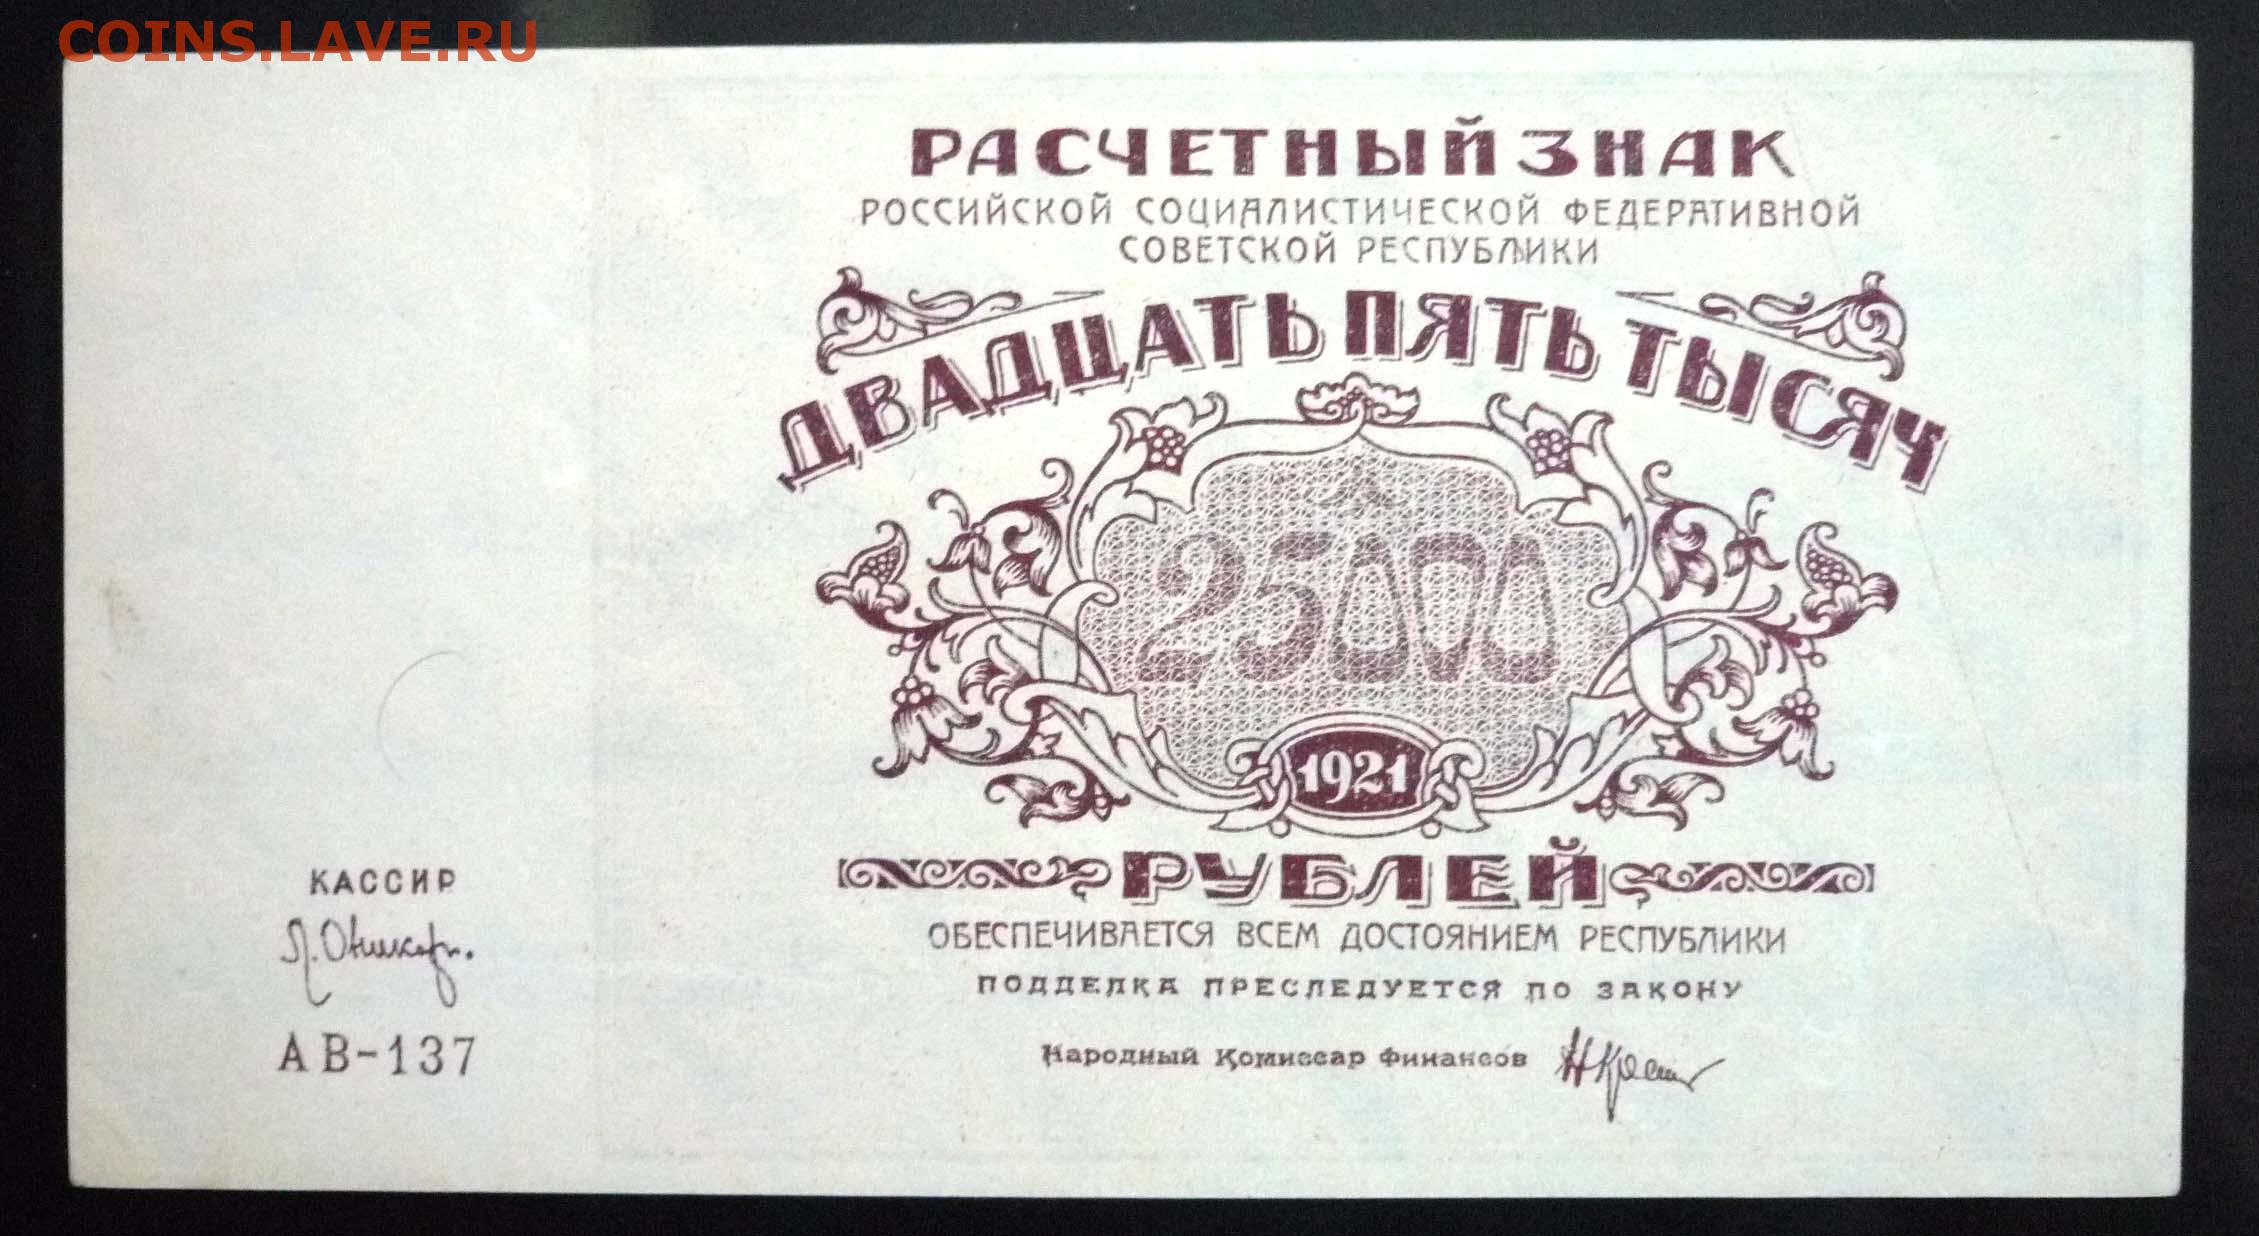 COINS.LAVE.RU
РАСЧЕТНЫЙ ЗНАК
РОССИЙСКОЙ СОЦИАЛИСТИЧЕСКОЙ ФЕДЕРАТИВНОЙ
СОВЕТСКОЙ РЕСПУБЛИКИ
ДВАДЦАТЬ ПЯТЬ ТЫСЯЧ
25000
1921
РУБЛЕЙ
ОБЕСПЕЧИВАЕТСЯ ВСЕМ ДОСТОЯНИЕМ РЕСПУБЛИКИ
ПОДДЕЛКА ПРЕСЛЕДУЕТСЯ ПО ЗАКОНУ
Народный Комиссар Финансов
КАССИР
АВ-137